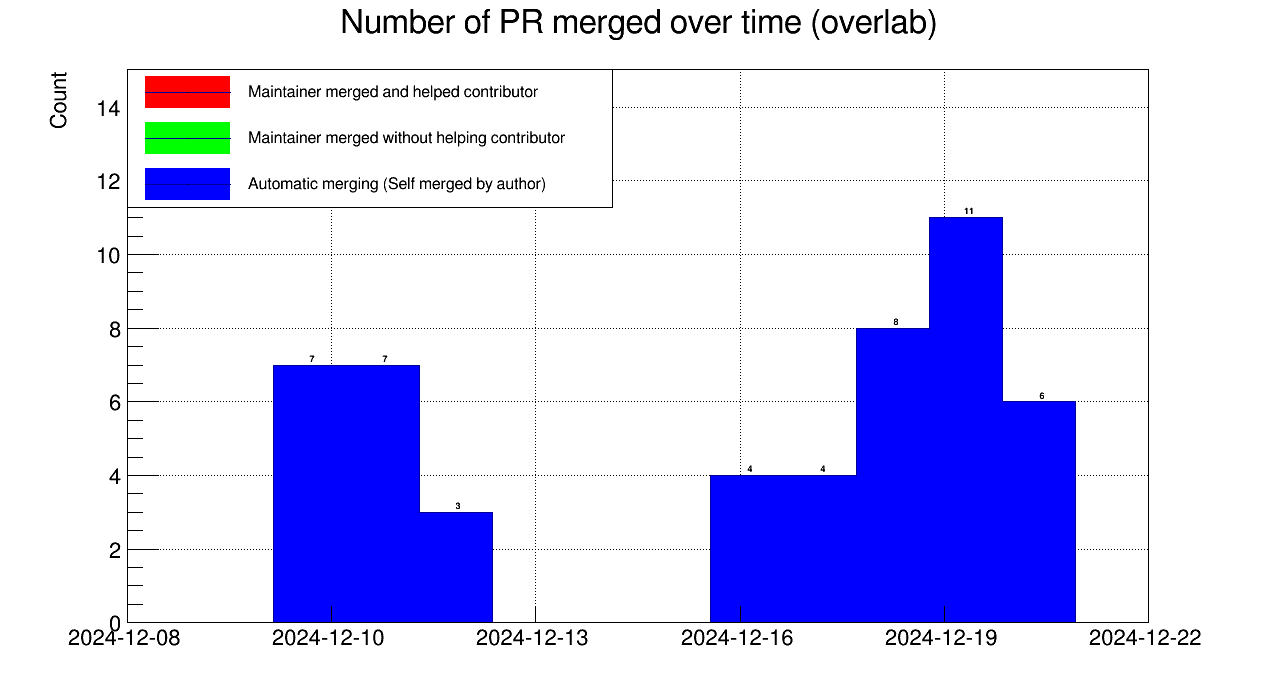 Number of PR merged over time (overlab)
Count
Maintainer merged and helped contributor
Maintainer merged without helping contributor
Automatic merging (Self merged by author)
14
12
10
8
6
4
2
0
7 7 3 4 4 8 11 6
2024-12-08 2024-12-10 2024-12-13 2024-12-16 2024-12-19 2024-12-22